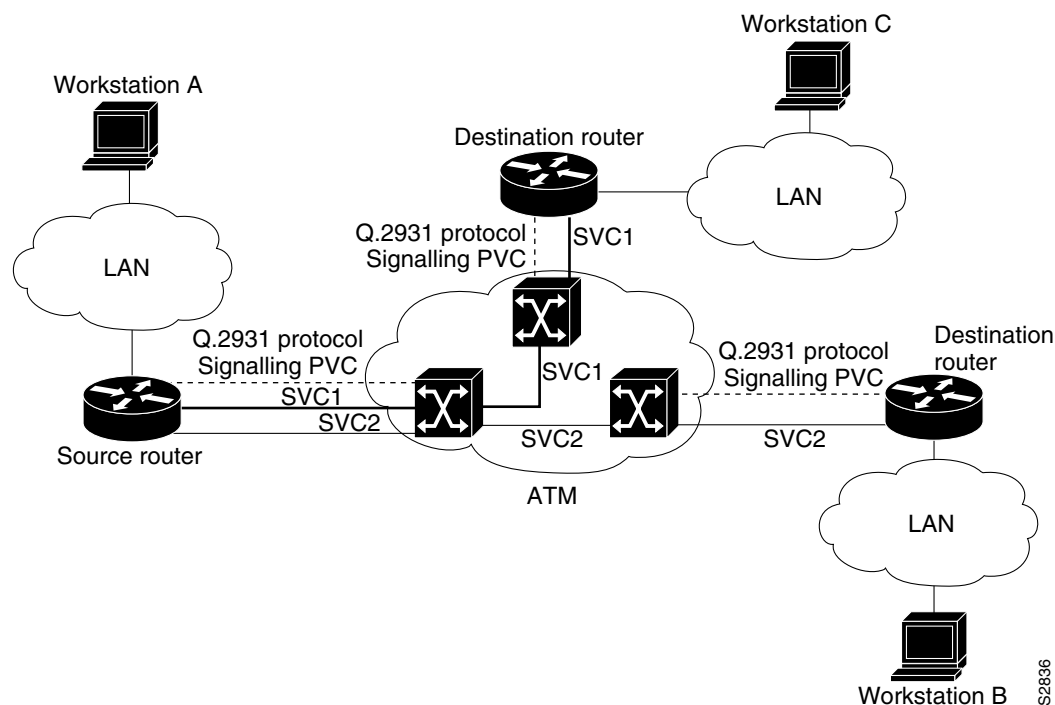 Workstation C
Workstation A
Destination router
LAN
Q.2931 protocol
Signalling PVC
SVC1
LAN
Q.2931 protocol
Signalling PVC
SVC1
Q.2931 protocol
Signalling PVC
Destination
router
SVC1
SVC2
SVC2
SVC2
Source router
ATM
LAN
Workstation B
S2836